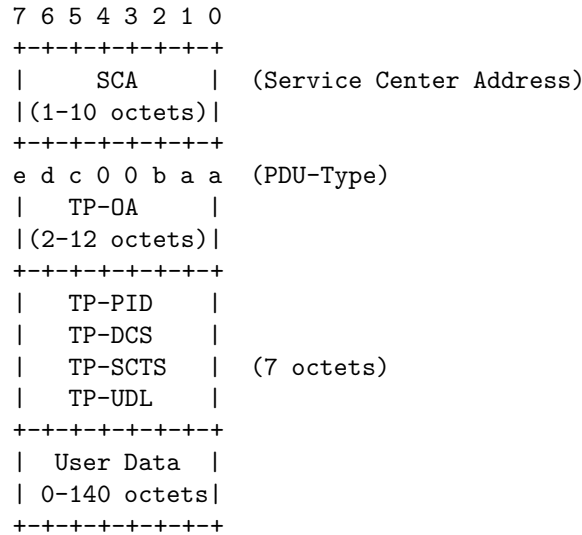 7 6 5 4 3 2 1 0
+-+-+-+-+-+-+-+
|     SCA     |  (Service Center Address)
|(1-10 octets)|
+-+-+-+-+-+-+-+
e d c 0 0 b a a  (PDU-Type)
|   TP-OA     |
|(2-12 octets)|
+-+-+-+-+-+-+-+
|   TP-PID    |
|   TP-DCS    |
|   TP-SCTS   |  (7 octets)
|   TP-UDL    |
+-+-+-+-+-+-+-+
|  User Data  |
| 0-140 octets|
+-+-+-+-+-+-+-+